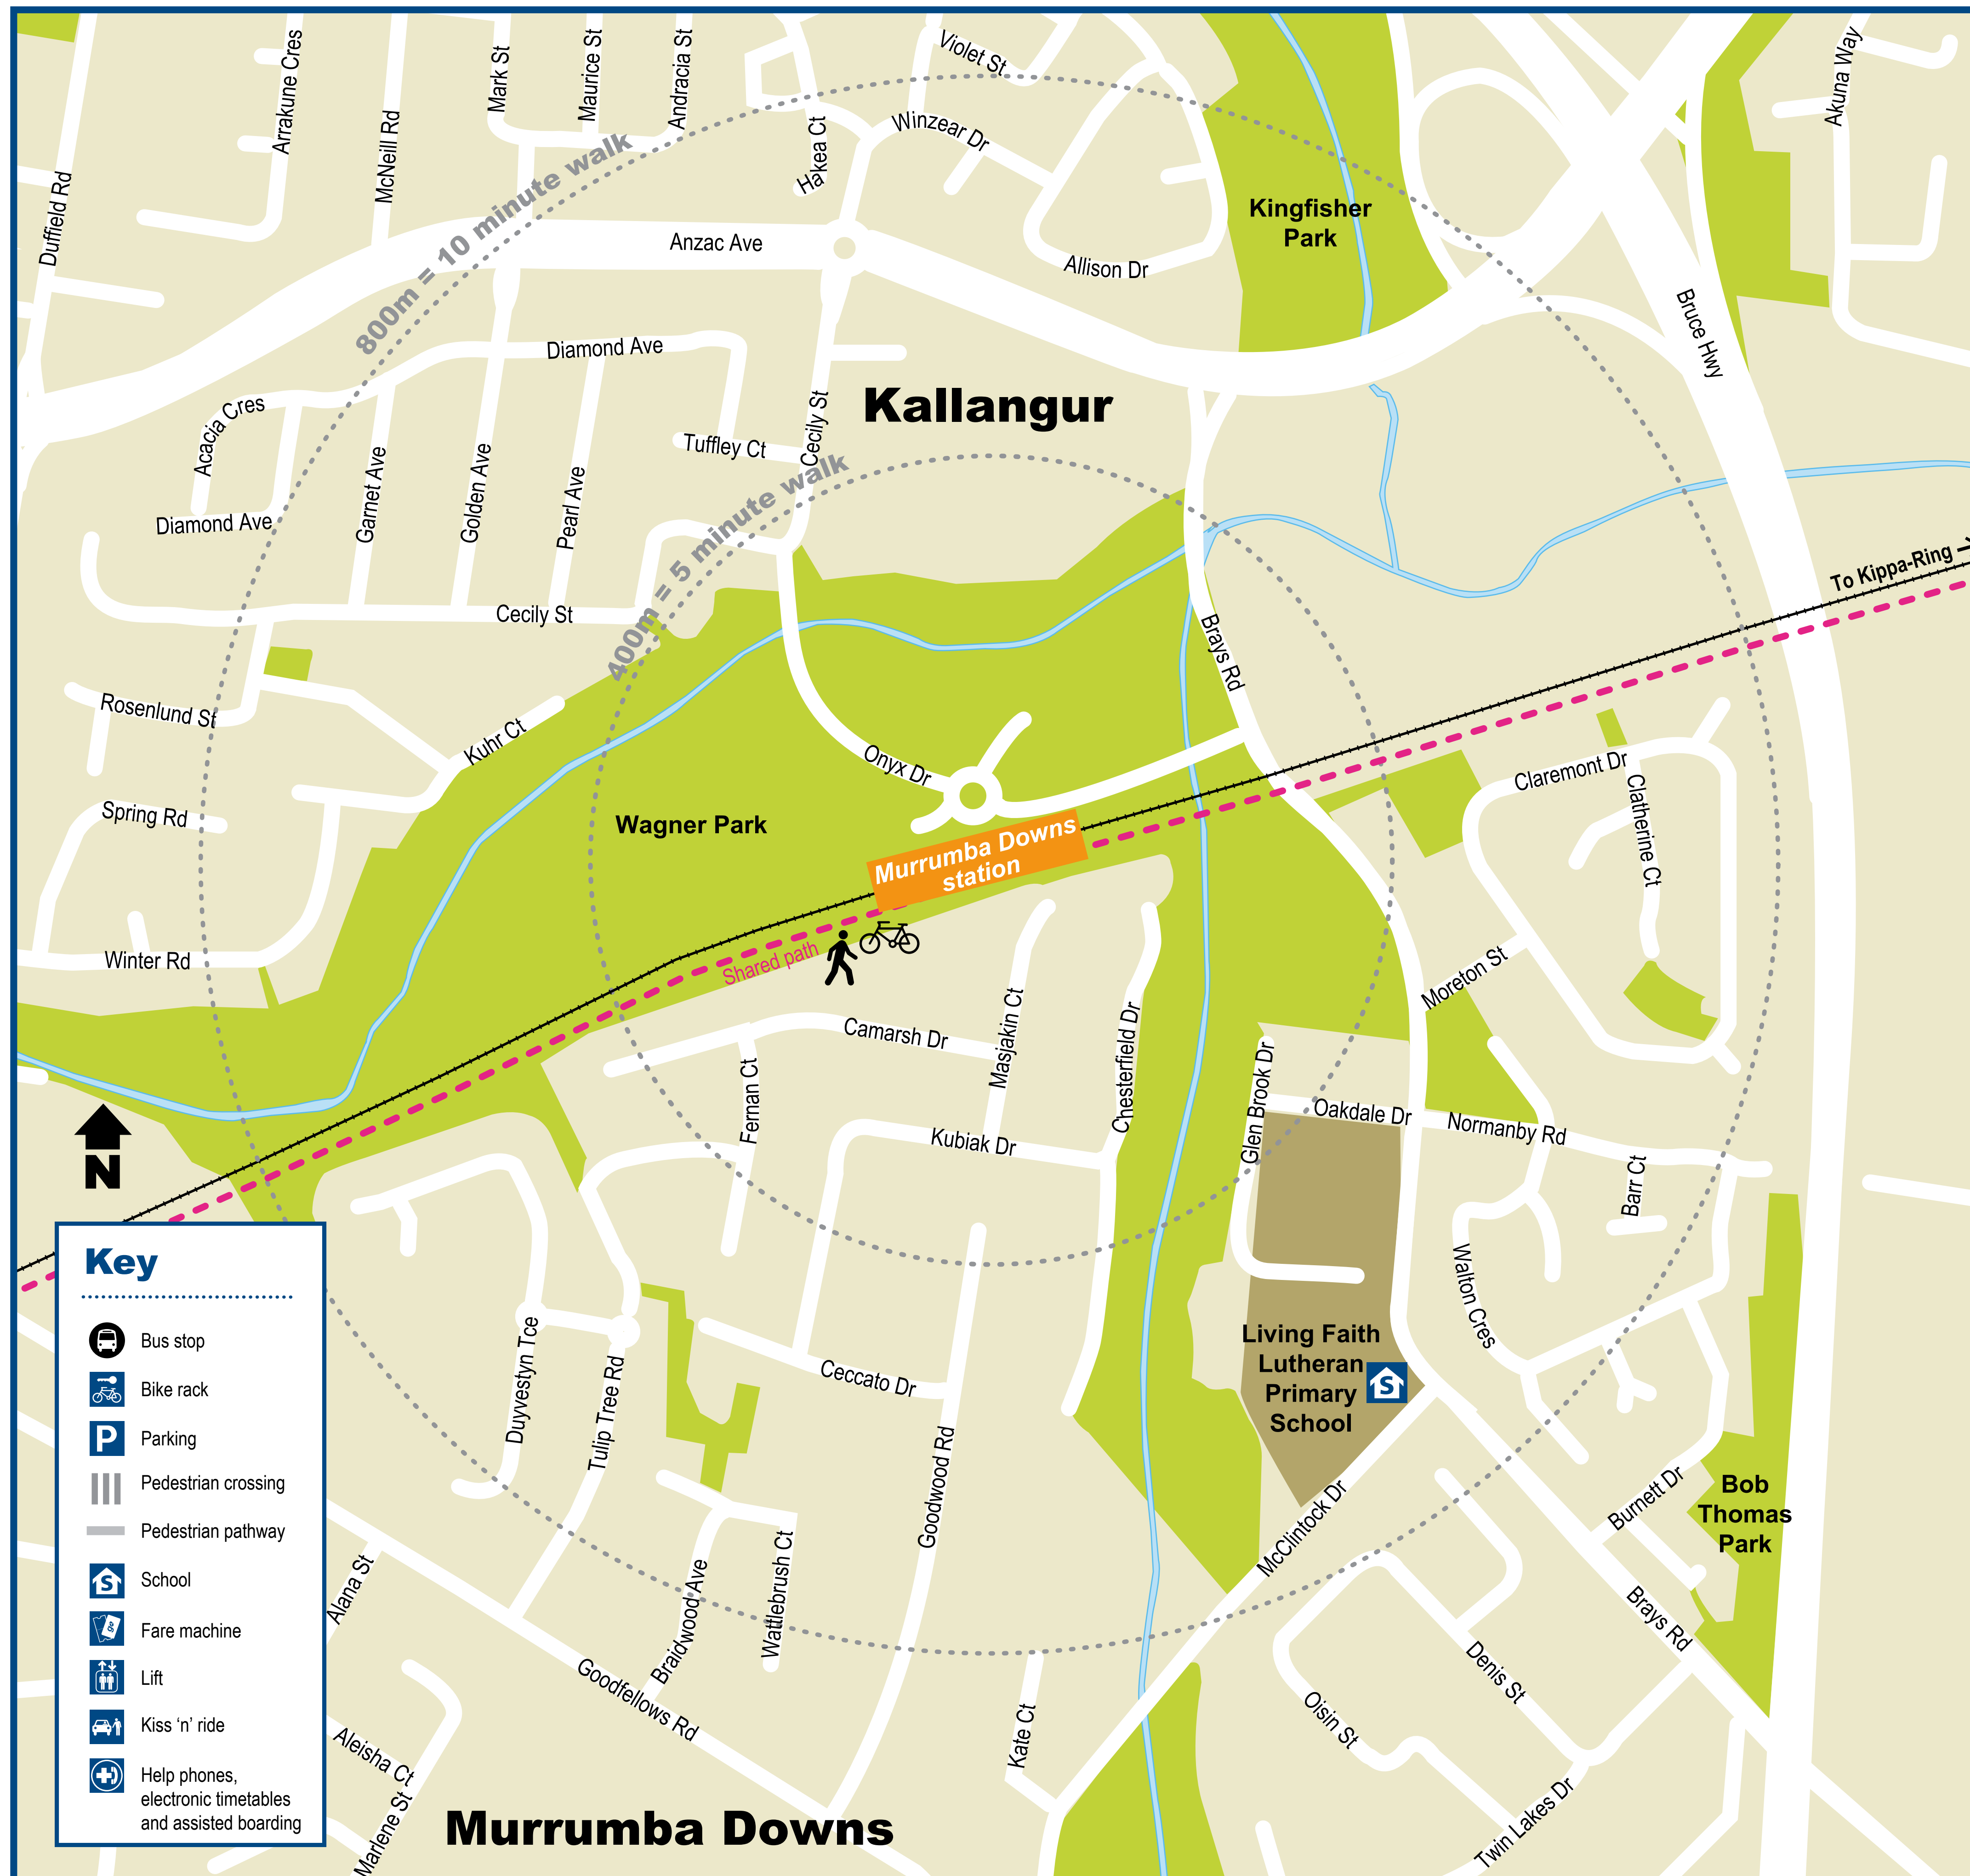 Arrakune Cres
McNeill Rd
Mark St
Maurice St
Andracia St
Hakea Ct
Violet St
Winzear Dr
Akuna Way
Duffield Rd
800m = 10 minute walk
Anzac Ave
Allison Dr
Kingfisher
Park
Bruce Hwy
Diamond Ave
Acacia Cres
Kallangur
Cecily St
Tuffley Ct
Garnet Ave
Golden Ave
Pearl Ave
Diamond Ave
400m = 5 minute walk
To Kippa-Ring
Cecily St
Brays Rd
Rosenlund St
Kuhr Ct
Onyx Dr
Claremont Dr
Clatherine Ct
Spring Rd
Wagner Park
Murrumba Downs
station
Winter Rd
Shared path
Moreton St
Camarsh Dr
Masjakin Ct
Chesterfield Dr
Fernan Ct
Glen Brook Dr
Oakdale Dr
Normanby Rd
Kubiak Dr
Barr Ct
N
Walton Cres
Duyvestyn Tce
Tulip Tree Rd
Ceccato Dr
Goodwood Rd
Living Faith
Lutheran
Primary
School
S
McClintock Dr
Burnett Dr
Bob
Thomas
Park
Brays Rd
Alana St
Braidwood Ave
Wattlebrush Ct
Goodfellows Rd
Denis St
Oisin St
Kate Ct
Aleisha Ct
Marlene St
Twin Lakes Dr
Murrumba Downs
Key
Bus stop
Bike rack
P
Parking
Pedestrian crossing
Pedestrian pathway
S
School
Go
Fare machine
Lift
Kiss ‘n’ ride
Help phones,
electronic timetables
and assisted boarding